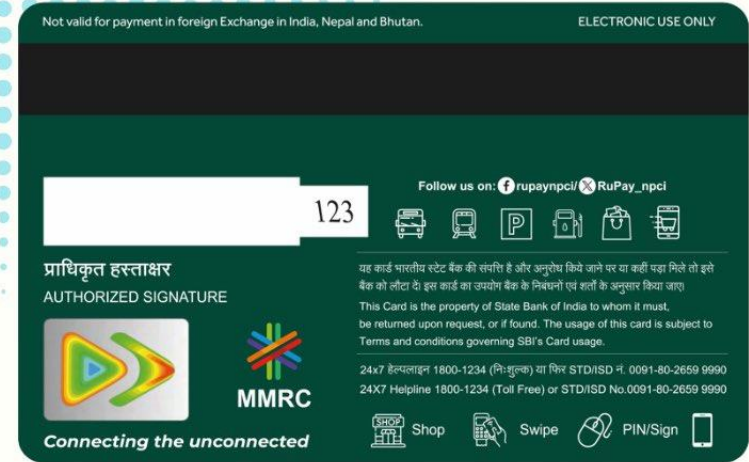 Not valid for payment in foreign Exchange in India, Nepal and Bhutan.
ELECTRONIC USE ONLY
123
Follow us on: rupaynpci/ RuPay_npci
P
प्राधिकृत हस्ताक्षर
AUTHORIZED SIGNATURE
यह कार्ड भारतीय स्टेट बैंक की संपत्ति है और अनुरोध किये जाने पर या कहीं पड़ा मिले तो इसे
बैंक को लौटा दें। इस कार्ड का उपयोग बैंक के निबंधनों एवं शर्तों के अनुसार किया जाए।
This Card is the property of State Bank of India to whom it must,
be returned upon request, or if found. The usage of this card is subject to
Terms and conditions governing SBI's Card usage.
24x7 हेल्पलाइन 1800-1234 (निःशुल्क) या फिर STD/ISD नं. 0091-80-2659 9990
24X7 Helpline 1800-1234 (Toll Free) or STD/ISD No.0091-80-2659 9990
MMRC
Connecting the unconnected
SHOP
Shop
Swipe
PIN/Sign